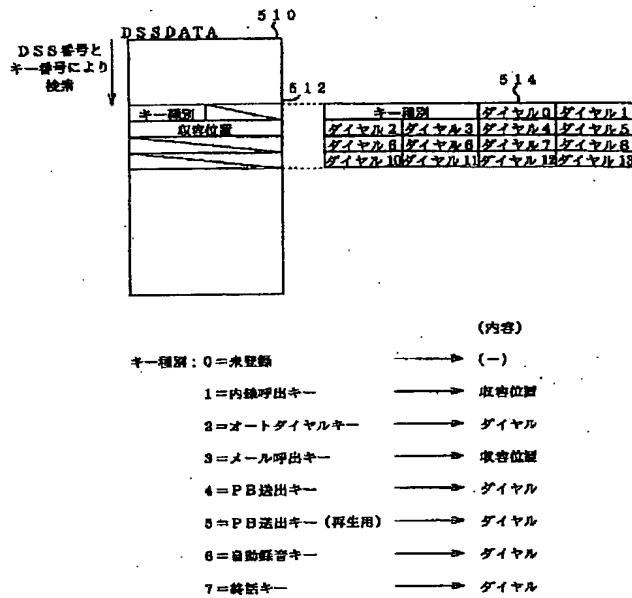 510
DSSDATA
DSS番号と
キー番号により
検索
512
514
キー種別
収容位置
キー種別 ダイヤル0 ダイヤル1
ダイヤル2 ダイヤル3 ダイヤル4 ダイヤル5
ダイヤル6 ダイヤル6 ダイヤル7 ダイヤル8
ダイヤル10 ダイヤル11 ダイヤル12 ダイヤル13
(内容)
キー種別：0＝未登録 (－)
1＝内線呼出キー 収容位置
2＝オートダイヤルキー ダイヤル
3＝メール呼出キー 収容位置
4＝PB送出キー ダイヤル
5＝PB送出キー（再生用） ダイヤル
6＝自動録音キー ダイヤル
7＝終話キー ダイヤル